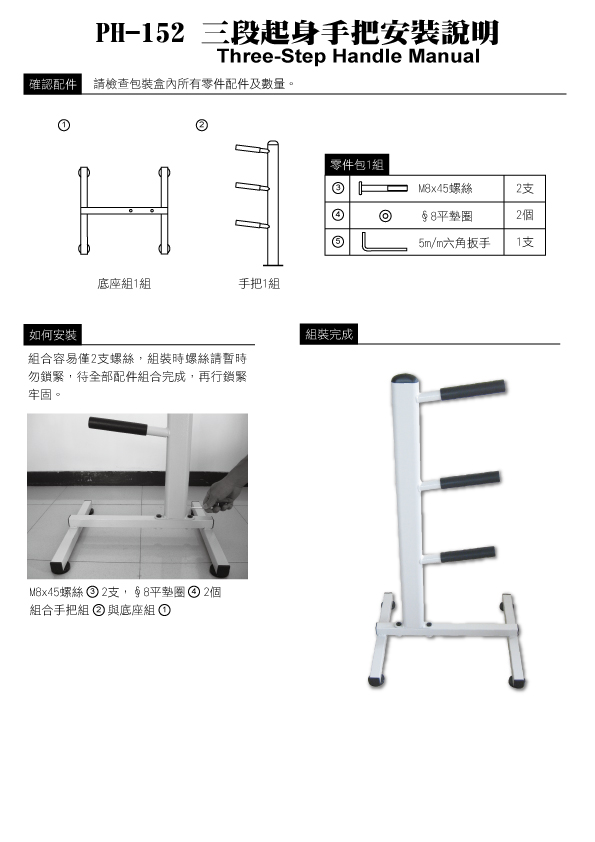 PH-152 三段起身手把安裝說明
Three-Step Handle Manual
確認配件 請檢查包裝盒內所有零件配件及數量。
① ②
零件包1組
③ M8x45螺絲 2支
④ ∮8平墊圈 2個
⑤ 5m/m六角扳手 1支
底座組1組 手把1組
如何安裝
組合容易僅2支螺絲，組裝時螺絲請暫時
勿鎖緊，待全部配件組合完成，再行鎖緊
牢固。
M8x45螺絲③2支，∮8平墊圈④2個
組合手把組②與底座組①
組裝完成